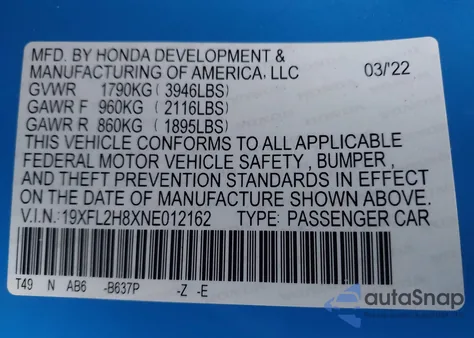 MFD. BY HONDA DEVELOPMENT &
MANUFACTURING OF AMERICA, LLC 03/'22
GVWR 1790KG ( 3946LBS)
GAWR F 960KG ( 2116LBS)
GAWR R 860KG ( 1895LBS)
THIS VEHICLE CONFORMS TO ALL APPLICABLE
FEDERAL MOTOR VEHICLE SAFETY , BUMPER ,
AND THEFT PREVENTION STANDARDS IN EFFECT
ON THE DATE OF MANUFACTURE SHOWN ABOVE.
V.I.N.:19XFL2H8XNE012162 TYPE: PASSENGER CAR
T49 N AB6 -B637P -Z -E
autoSnap